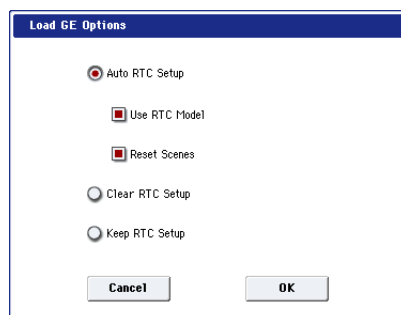 Load GE Options
Auto RTC Setup
Use RTC Model
Reset Scenes
Clear RTC Setup
Keep RTC Setup
Cancel OK